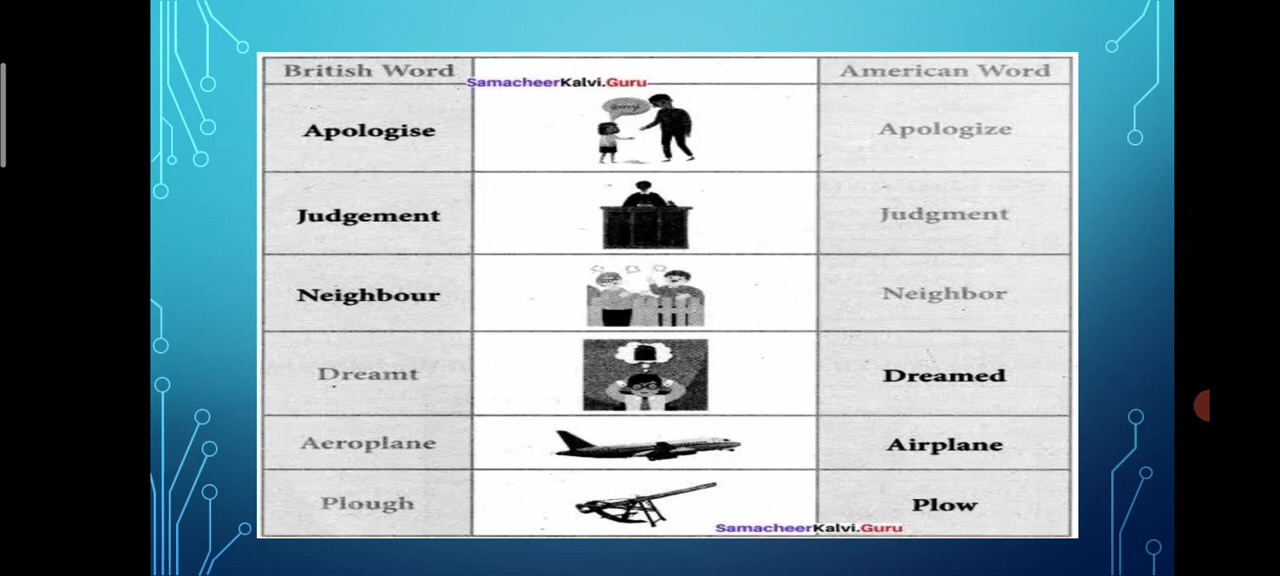 British Word American Word
SamacheerKalvi.Guru
Apologise Apologize
Judgement Judgment
Neighbour Neighbor
Dreamt Dreamed
Aeroplane Airplane
Plough Plow
SamacheerKalvi.Guru